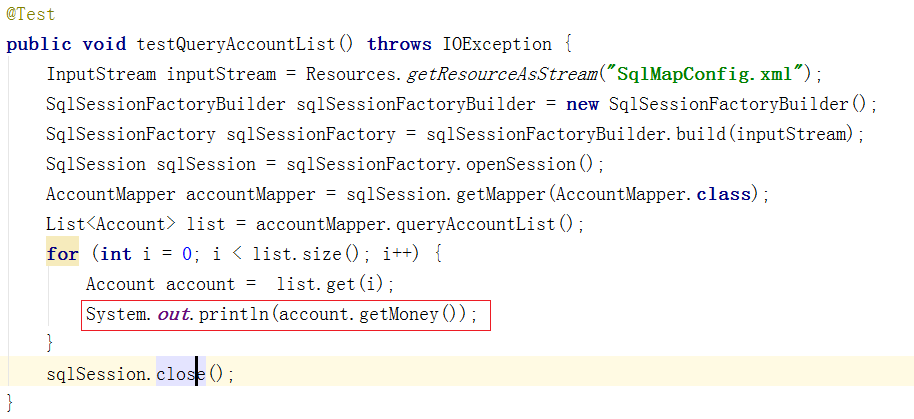 @Test
public void testQueryAccountList() throws IOException {
InputStream inputStream = Resources.getResourceAsStream("SqlMapConfig.xml");
SqlSessionFactoryBuilder sqlSessionFactoryBuilder = new SqlSessionFactoryBuilder();
SqlSessionFactory sqlSessionFactory = sqlSessionFactoryBuilder.build(inputStream);
SqlSession sqlSession = sqlSessionFactory.openSession();
AccountMapper accountMapper = sqlSession.getMapper(AccountMapper.class);
List<Account> list = accountMapper.queryAccountList();
for (int i = 0; i < list.size(); i++) {
Account account =  list.get(i);
System.out.println(account.getMoney());
}
sqlSession.close();
}